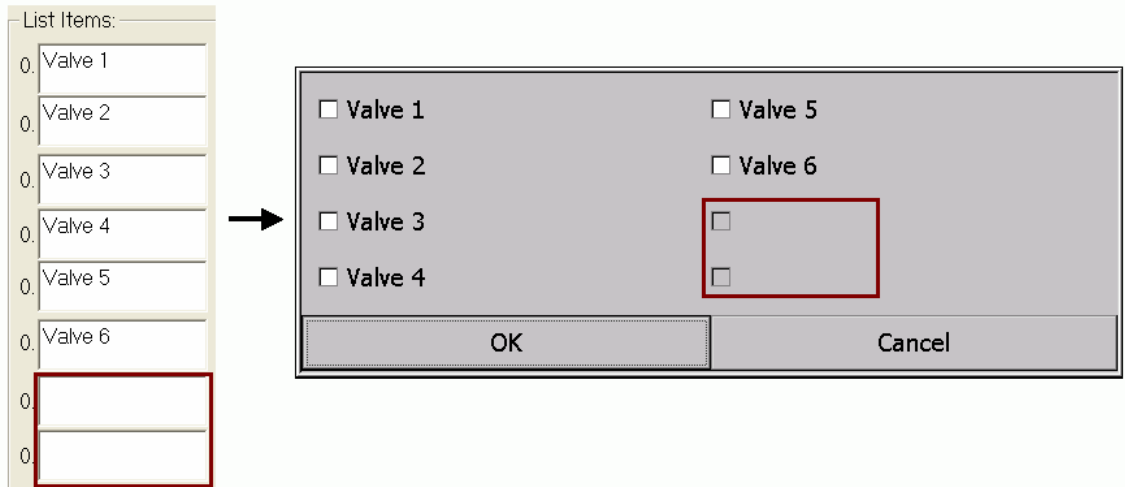 List Items:
0. Valve 1
0. Valve 2
0. Valve 3
0. Valve 4
0. Valve 5
0. Valve 6
0.
0.
Valve 1
Valve 2
Valve 3
Valve 4
Valve 5
Valve 6
OK
Cancel